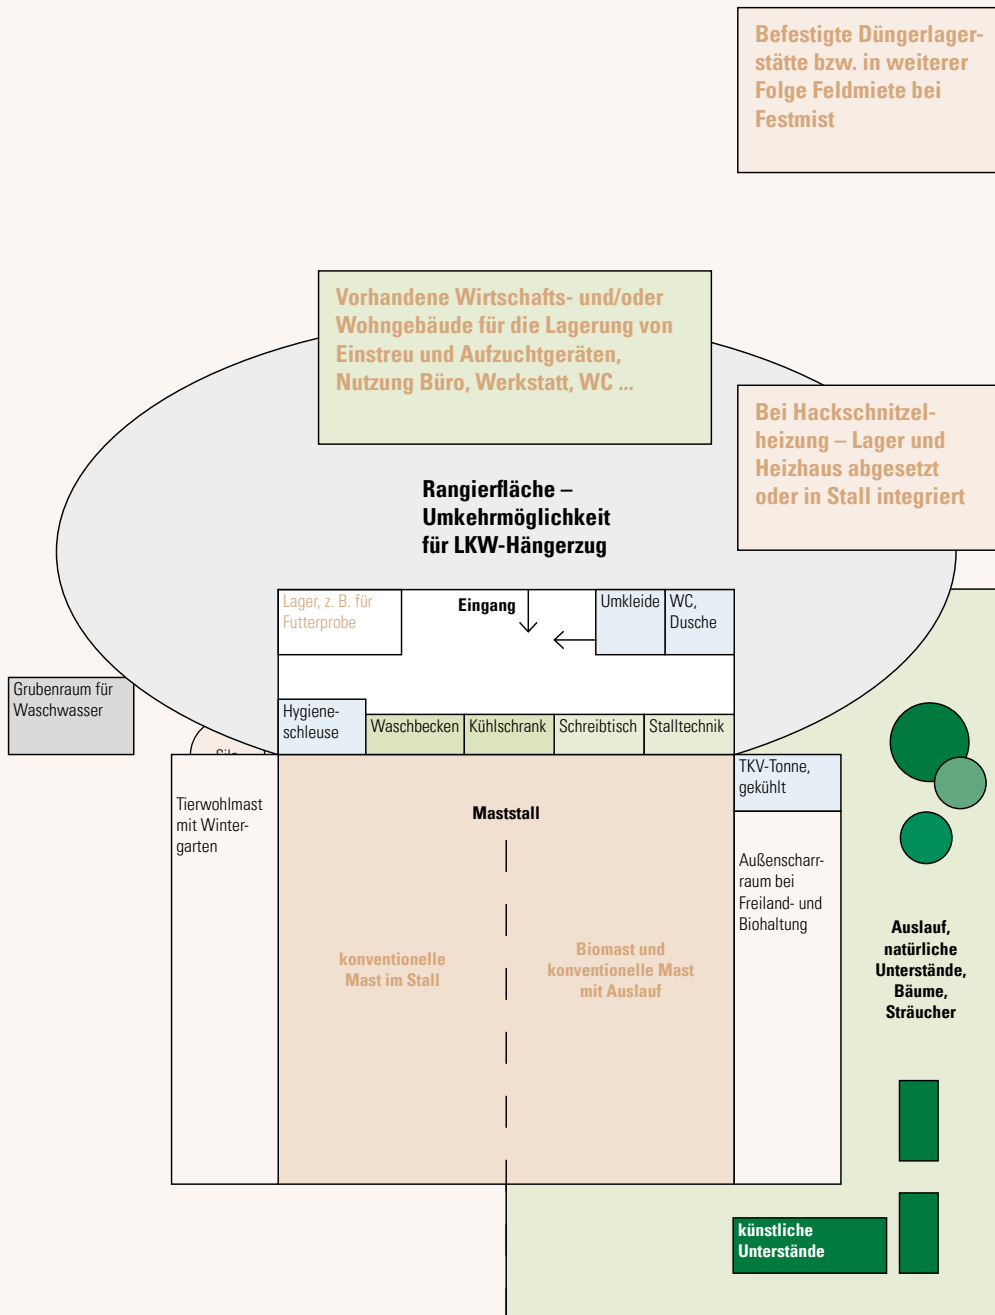 Befestigte Düngerlager-
stätte bzw. in weiterer
Folge Feldmiete bei
Festmist
Vorhandene Wirtschafts- und/oder
Wohngebäude für die Lagerung von
Einstreu und Aufzuchtgeräten,
Nutzung Büro, Werkstatt, WC ...
Bei Hackschnitzel-
heizung – Lager und
Heizhaus abgesetzt
oder in Stall integriert
Rangierfläche –
Umkehrmöglichkeit
für LKW-Hängerzug
Lager, z. B. für
Futterprobe
Eingang
Umkleide
WC,
Dusche
Grubenraum für
Waschwasser
Hygiene-
schleuse
Waschbecken
Kühlschrank
Schreibtisch
Stalltechnik
Silo
TKV-Tonne,
gekühlt
Tierwohlmast
mit Winter-
garten
Maststall
Außenscharr-
raum bei
Freiland- und
Biohaltung
konventionelle
Mast im Stall
Biomast und
konventionelle Mast
mit Auslauf
Auslauf,
natürliche
Unterstände,
Bäume,
Sträucher
künstliche
Unterstände